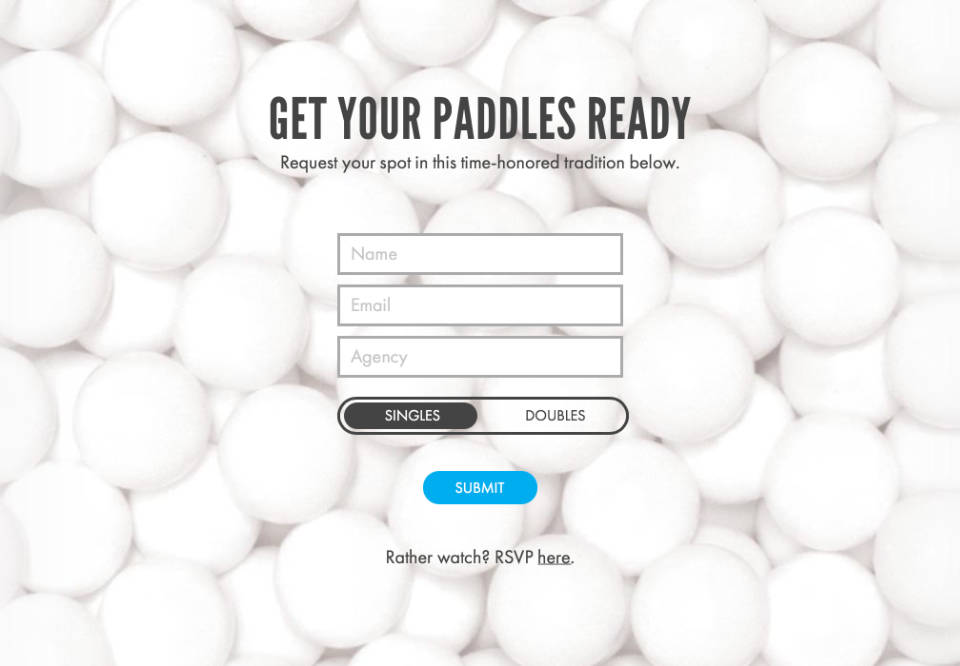 GET YOUR PADDLES READY
Request your spot in this time-honored tradition below.
Name
Email
Agency
SINGLES DOUBLES
SUBMIT
Rather watch? RSVP here.